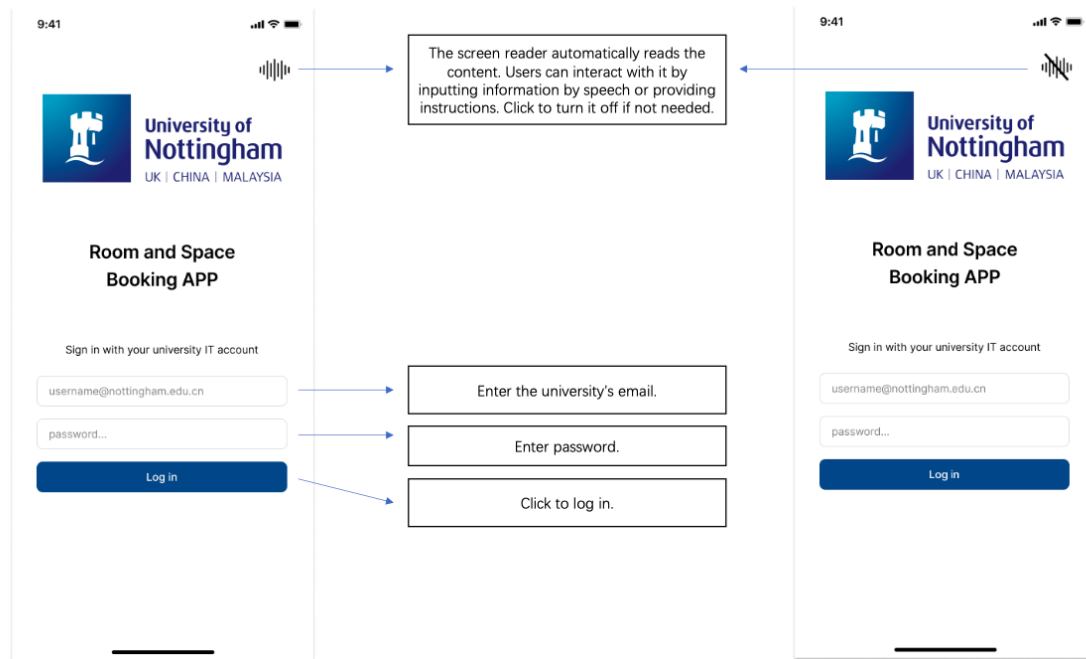 9:41
University of
Nottingham
UK | CHINA | MALAYSIA
Room and Space
Booking APP
Sign in with your university IT account
username@nottingham.edu.cn
password...
Log in
The screen reader automatically reads the
content. Users can interact with it by
inputting information by speech or providing
instructions. Click to turn it off if not needed.
Enter the university's email.
Enter password.
Click to log in.
9:41
University of
Nottingham
UK | CHINA | MALAYSIA
Room and Space
Booking APP
Sign in with your university IT account
username@nottingham.edu.cn
password...
Log in